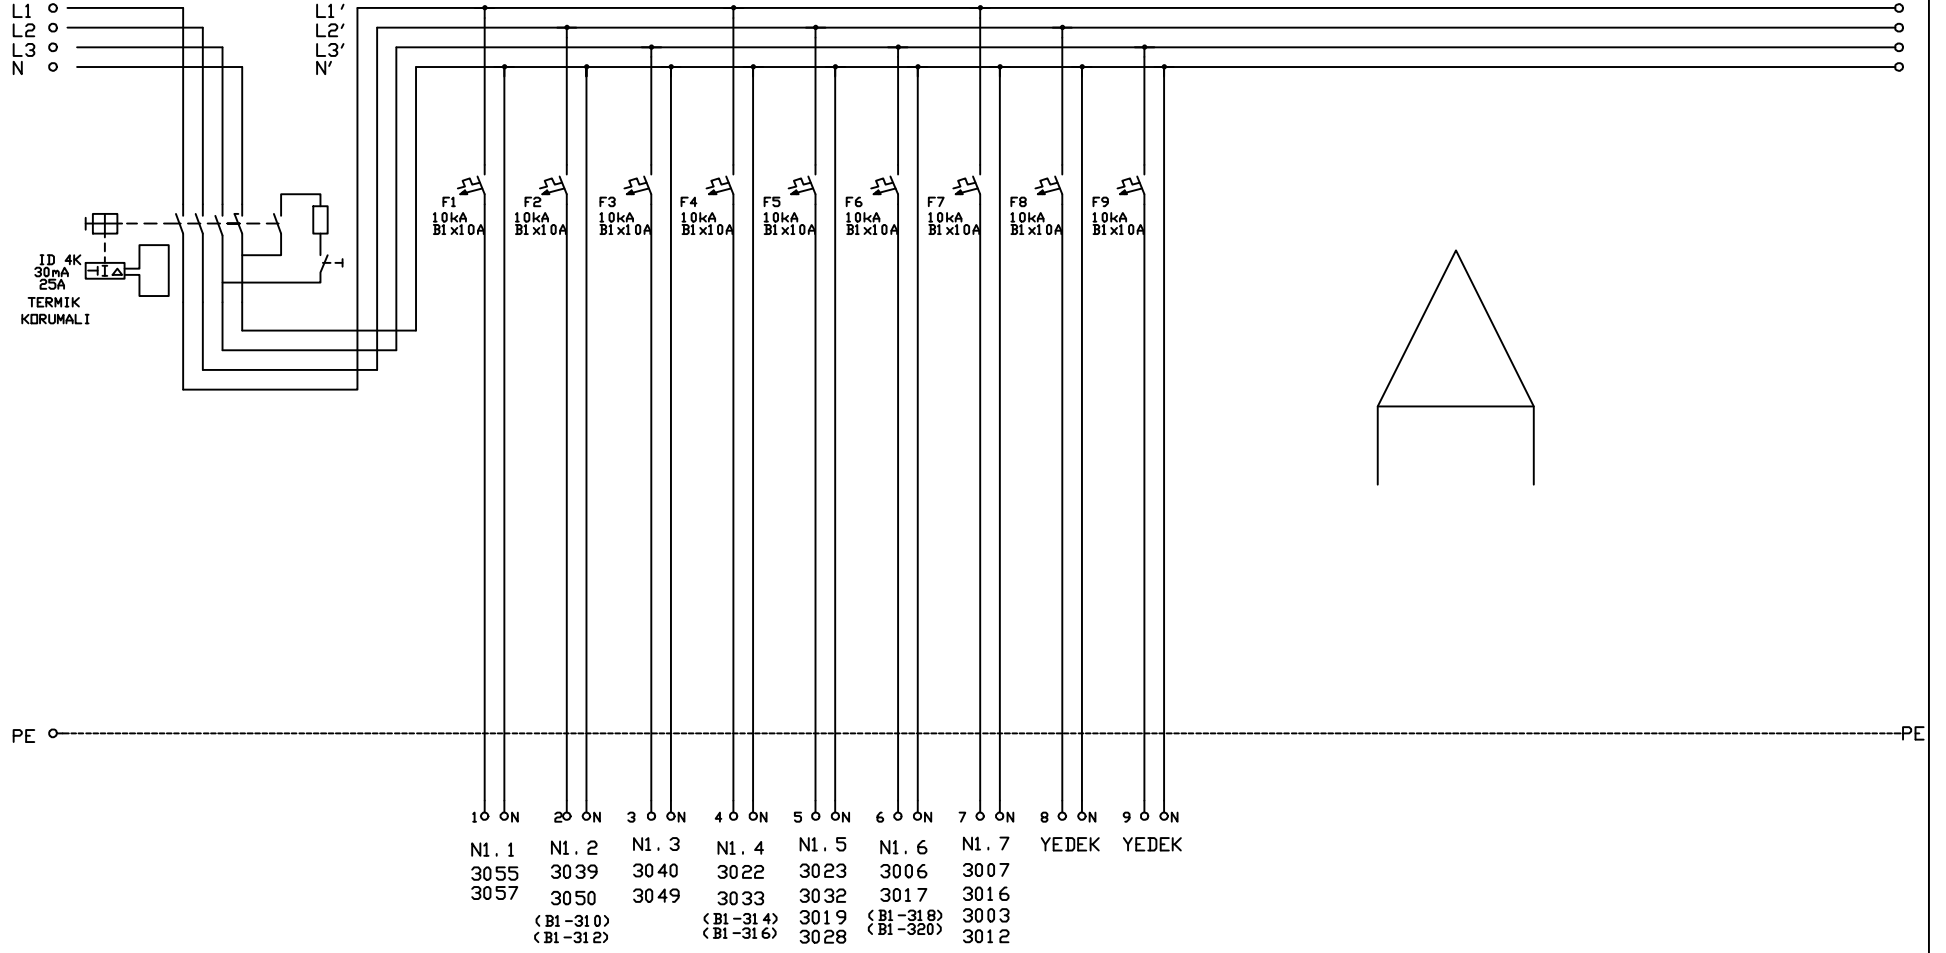 L1
L2
L3
N
L1'
L2'
L3'
N'
F1
10kA
B1x10A
F2
10kA
B1x10A
F3
10kA
B1x10A
F4
10kA
B1x10A
F5
10kA
B1x10A
F6
10kA
B1x10A
F7
10kA
B1x10A
F8
10kA
B1x10A
F9
10kA
B1x10A
ID 4K
30mA
25A
TERMIK
KORUMALI
I
PE
PE
1 N
2 N
3 N
4 N
5 N
6 N
7 N
8 N
9 N
N1.1
3055
3057
N1.2
3039
3050
(B1-310)
(B1-312)
N1.3
3040
3049
N1.4
3022
3033
(B1-314)
(B1-316)
N1.5
3023
3032
3019
3028
N1.6
3006
3017
(B1-318)
(B1-320)
N1.7
3007
3016
3003
3012
YEDEK
YEDEK